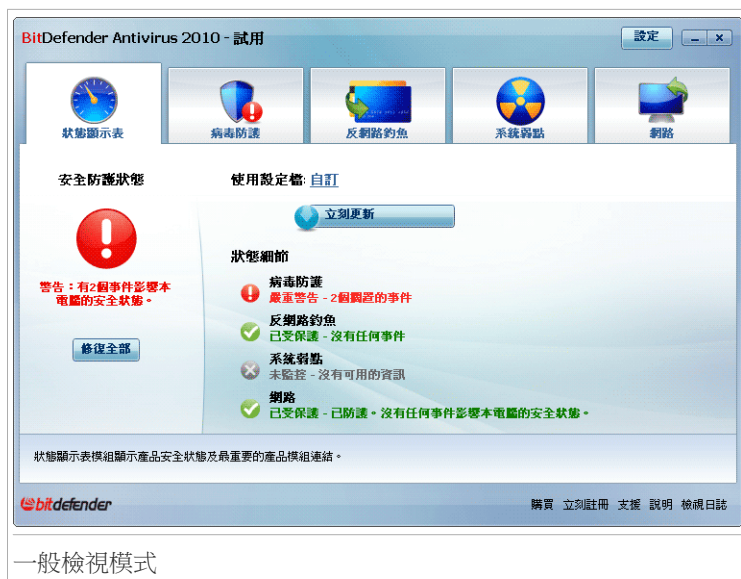 BitDefender Antivirus 2010 - 試用
設定
狀態顯示表
病毒防護
反網路釣魚
系統弱點
網路
安全防護狀態
使用設定檔: 自訂
立刻更新
警告：有2個事件影響本
電腦的安全狀態。
修復全部
狀態細節
病毒防護
嚴重警告 - 2個擱置的事件
反網路釣魚
已受保護 - 沒有任何事件
系統弱點
未監控 - 沒有可用的資訊
網路
已受保護 - 已防護。沒有任何事件影響本電腦的安全狀態。
狀態顯示表模組顯示產品安全狀態及最重要的產品模組連結。
bitdefender
購買 立刻註冊 支援 說明 檢視日誌
一般檢視模式